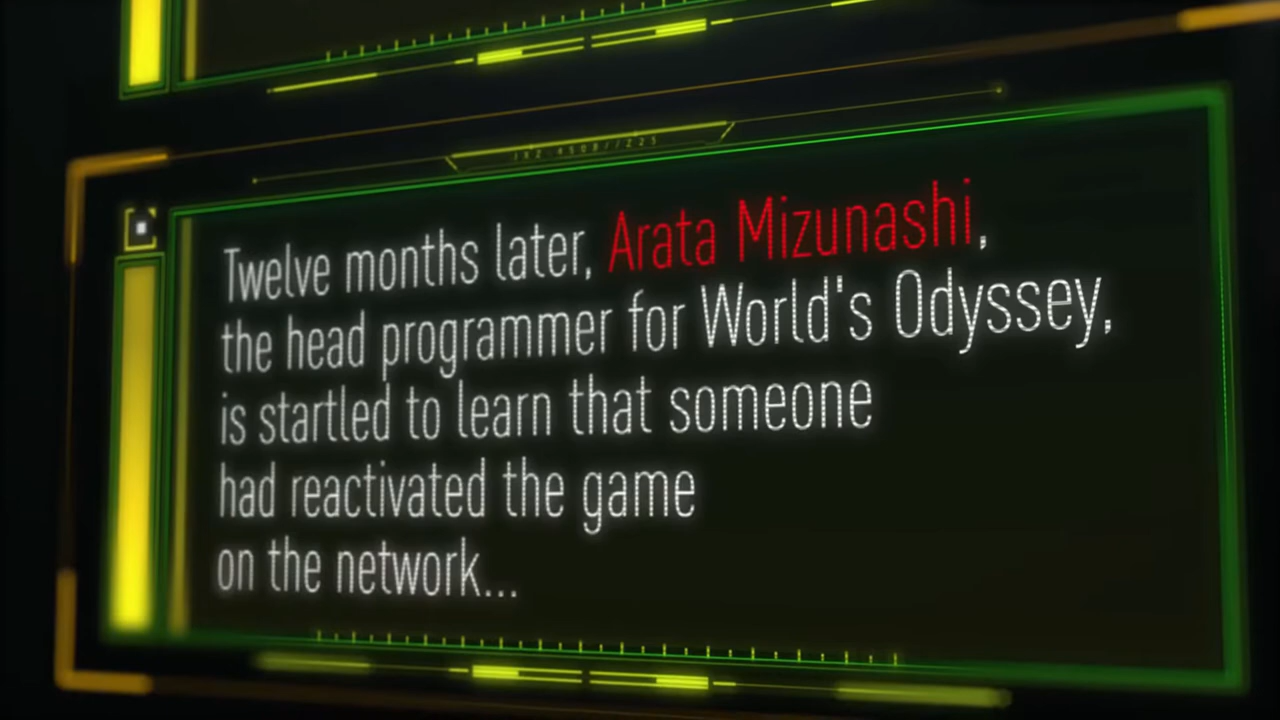 Twelve months later, Arata Mizunashi,
the head programmer for World's Odyssey,
is startled to learn that someone
had reactivated the game
on the network...